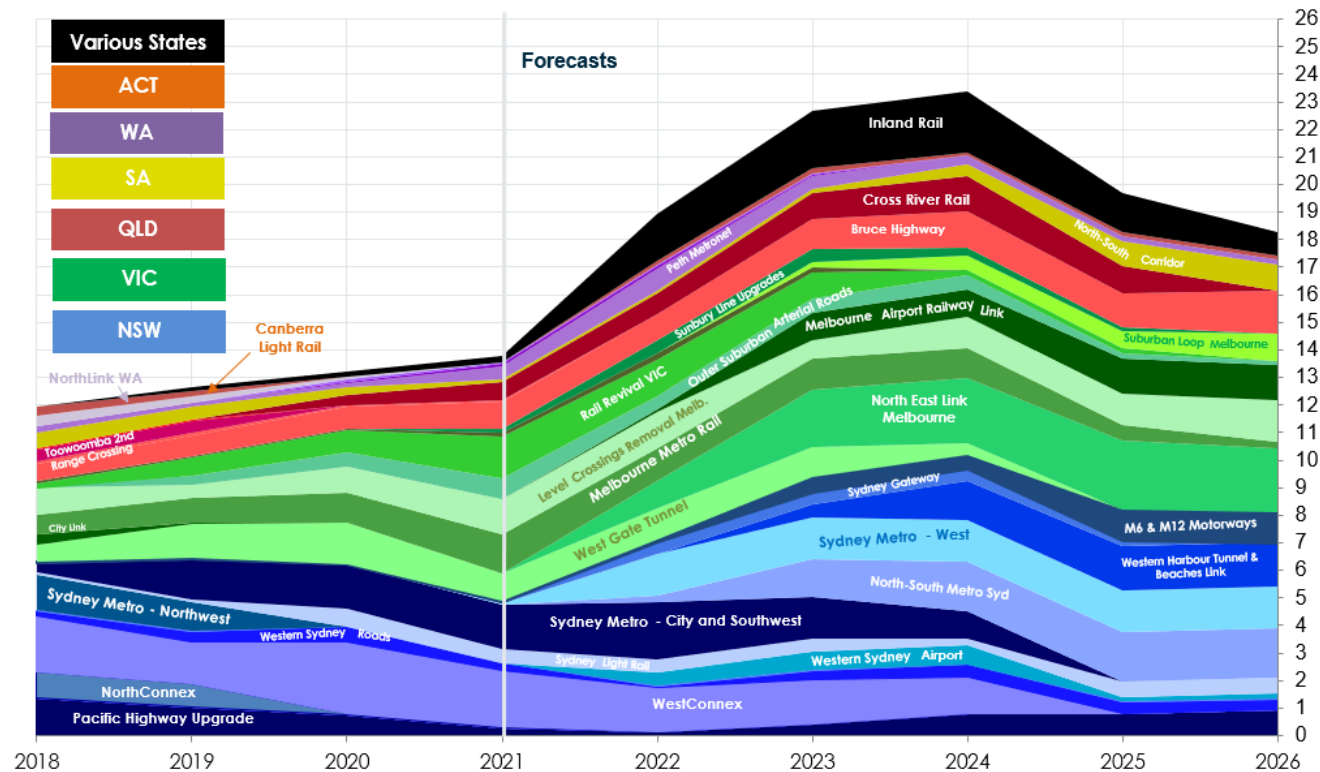 Various States
ACT
WA
SA
QLD
VIC
NSW
Forecasts
Canberra
Light Rail
NorthLink WA
Toowoomba 2nd
Range Crossing
City Link
Sydney Metro - Northwest
Western Sydney Roads
NorthConnex
Pacific Highway Upgrade
Inland Rail
Cross River Rail
Bruce Highway
North-South Corridor
Peth Metronet
Sunbury Line Upgrades
Rail Revival VIC
Outer Suburban Arterial Roads
Melbourne Airport Railway Link
Suburban Loop Melbourne
Level Crossings Removal Melb.
Melbourne Metro Rail
North East Link
Melbourne
West Gate Tunnel
Sydney Gateway
M6 & M12 Motorways
Western Harbour Tunnel &
Beaches Link
Sydney Metro - West
North-South Metro Syd
Sydney Metro - City and Southwest
Sydney Light Rail
Western Sydney Airport
WestConnex
26
25
24
23
22
21
20
19
18
17
16
15
14
13
12
11
10
9
8
7
6
5
4
3
2
1
0
2018 2019 2020 2021 2022 2023 2024 2025 2026